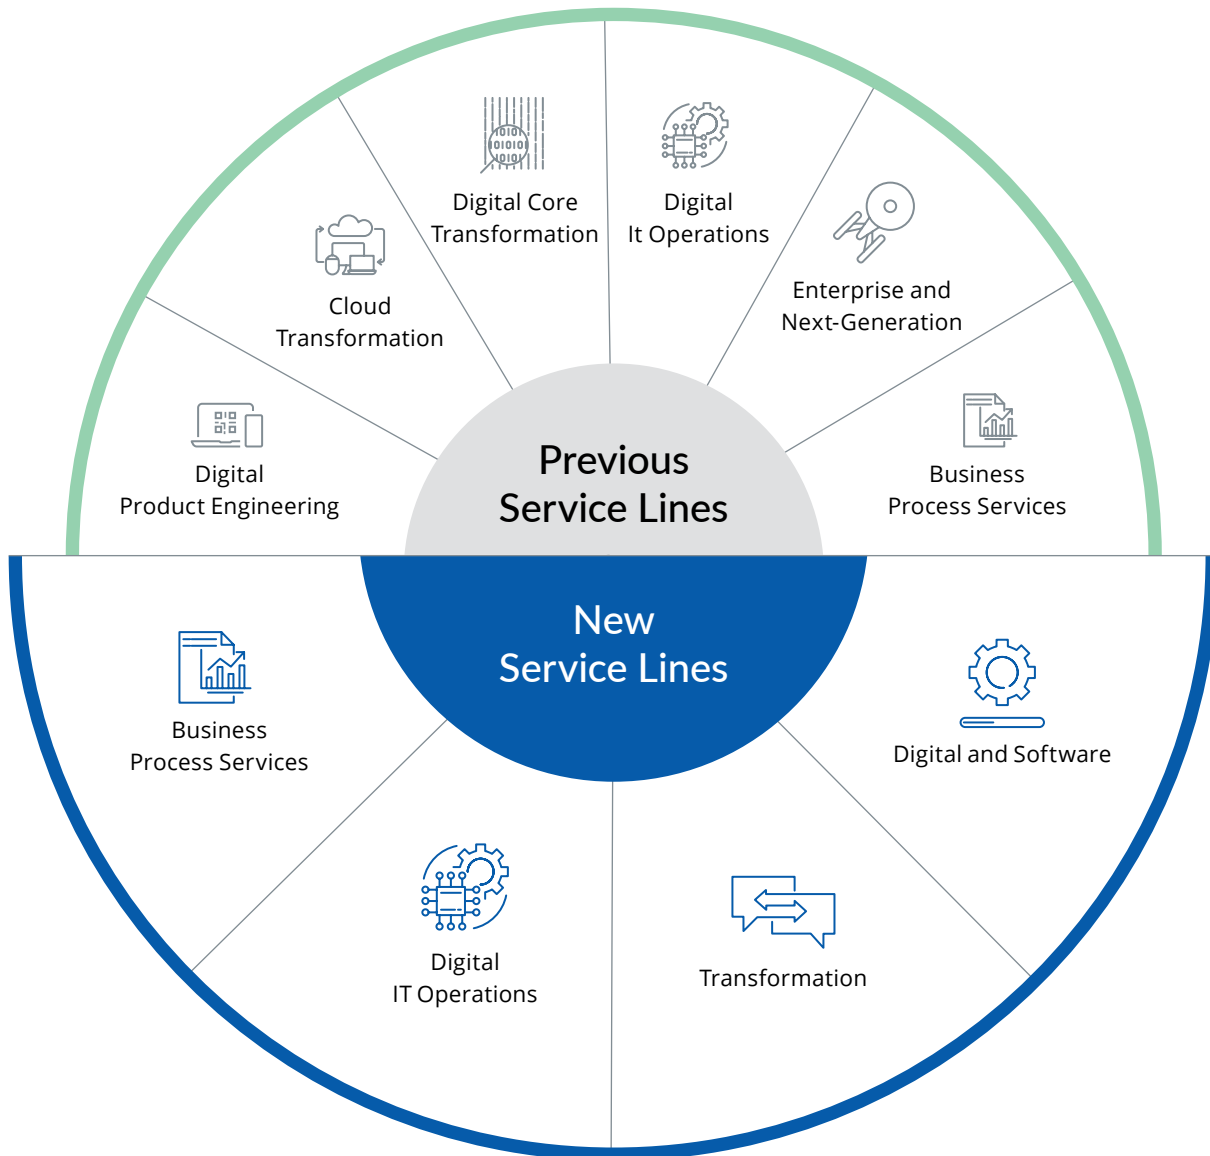 Digital Core
Transformation
Digital
It Operations
Cloud
Transformation
Enterprise and
Next-Generation
Digital
Product Engineering
Business
Process Services
Previous
Service Lines
New
Service Lines
Business
Process Services
Digital and Software
Digital
IT Operations
Transformation